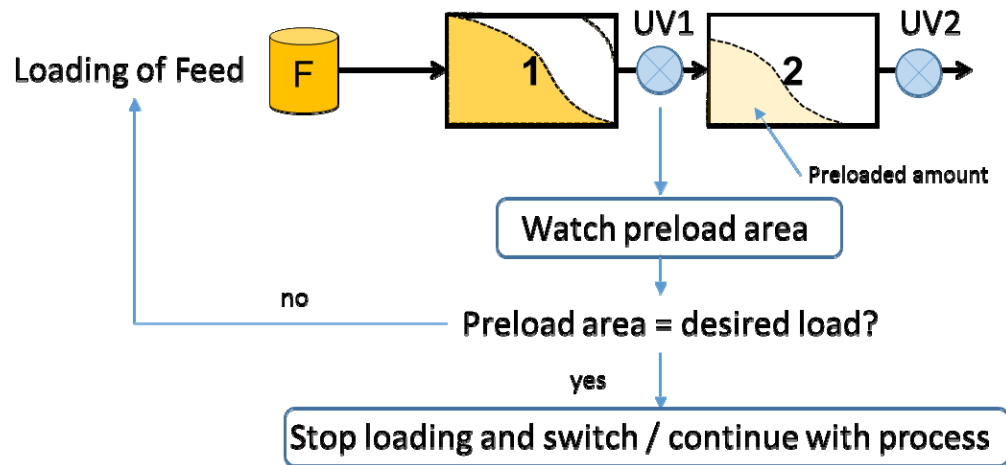 UV1
UV2
Loading of Feed
F
1
2
Preloaded amount
Watch preload area
no
Preload area = desired load?
yes
Stop loading and switch / continue with process